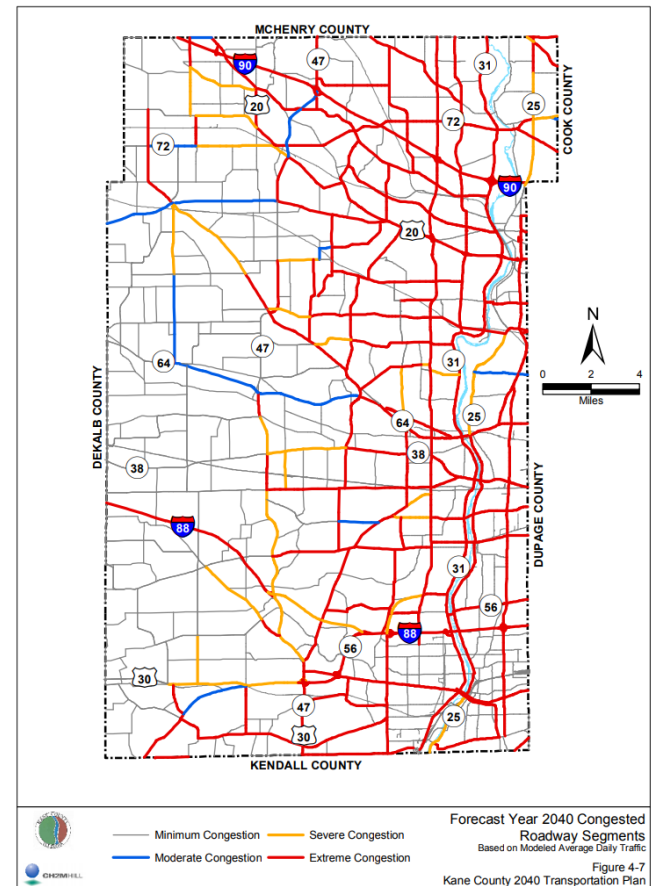 MCHENRY COUNTY
47
31
90
20
25
72
COOK COUNTY
72
90
20
N
47
31
0 2 4
Miles
64
25
64
DEKALB COUNTY
38
38
DUPAGE COUNTY
88
31
56
88
56
30
47
25
30
KENDALL COUNTY
Minimum Congestion
Severe Congestion
Moderate Congestion
Extreme Congestion
CH2MHILL
Forecast Year 2040 Congested
Roadway Segments
Based on Modeled Average Daily Traffic
Figure 4-7
Kane County 2040 Transportation Plan